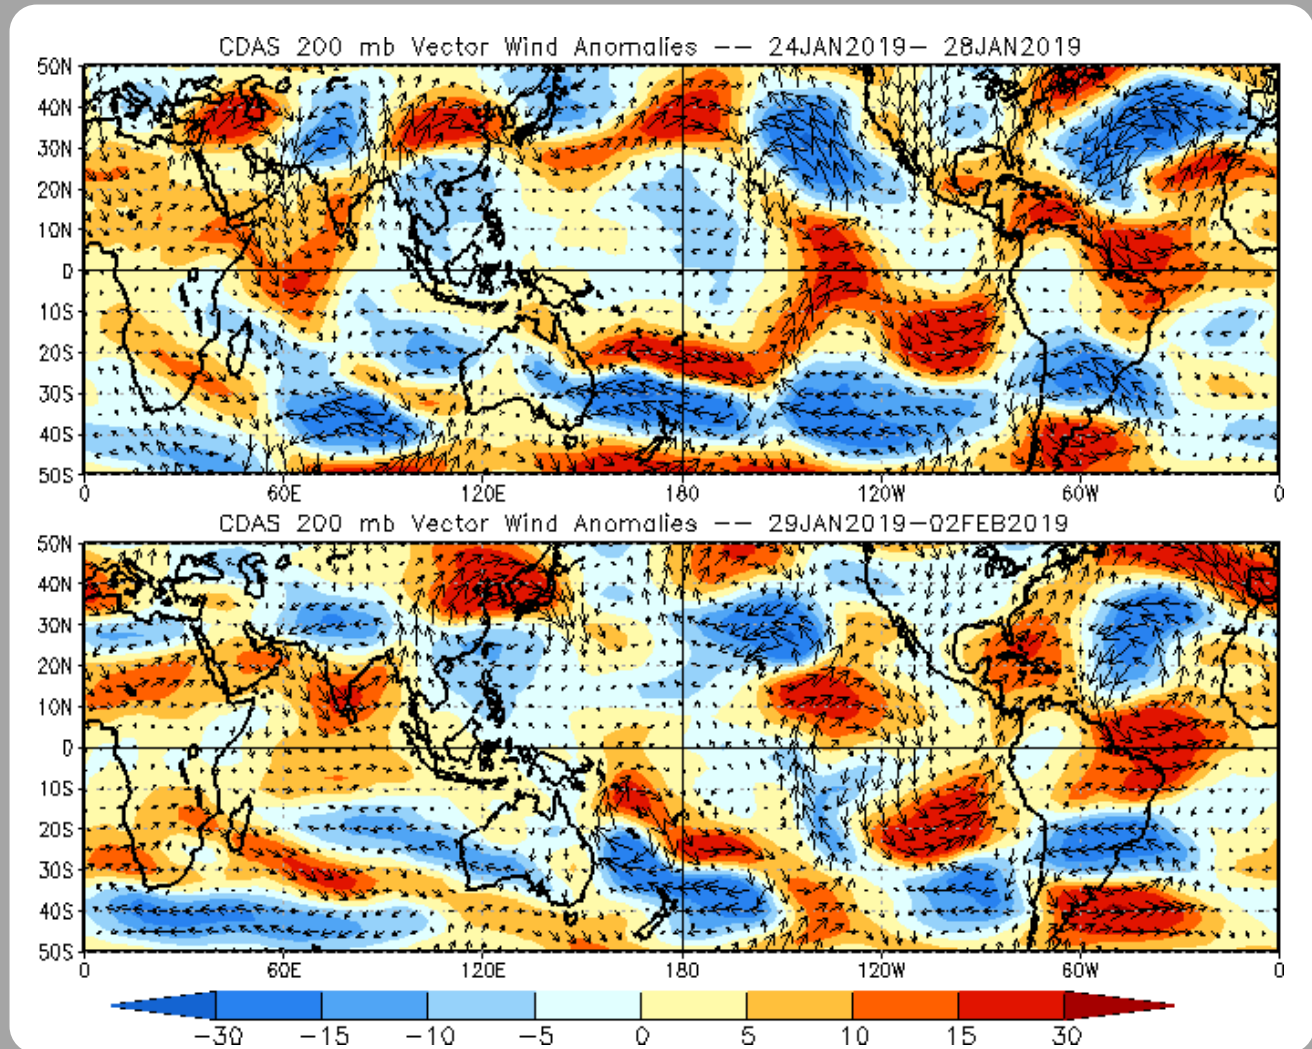 CDAS 200 mb Vector Wind Anomalies -- 24JAN2019- 28JAN2019
50N
40N
30N
20N
10N
0
10S
20S
30S
40S
50S
0 60E 120E 180 120W 60W 0
CDAS 200 mb Vector Wind Anomalies -- 29JAN2019-02FEB2019
50N
40N
30N
20N
10N
0
10S
20S
30S
40S
50S
0 60E 120E 180 120W 60W 0
-30 -15 -10 -5 0 5 10 15 30